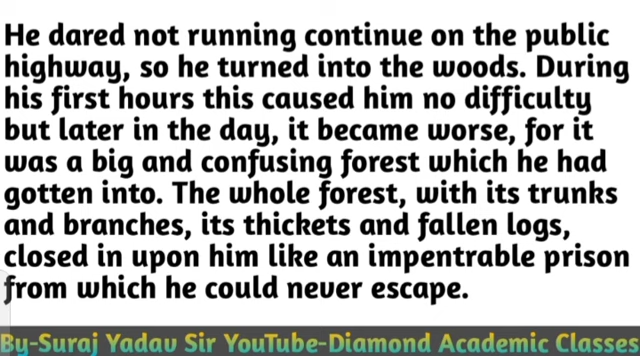 He dared not running continue on the public
highway, so he turned into the woods. During
his first hours this caused him no difficulty
but later in the day, it became worse, for it
was a big and confusing forest which he had
gotten into. The whole forest, with its trunks
and branches, its thickets and fallen logs,
closed in upon him like an impentrable prison
from which he could never escape.
By-Suraj Yadav Sir YouTube-Diamond Academic Classes